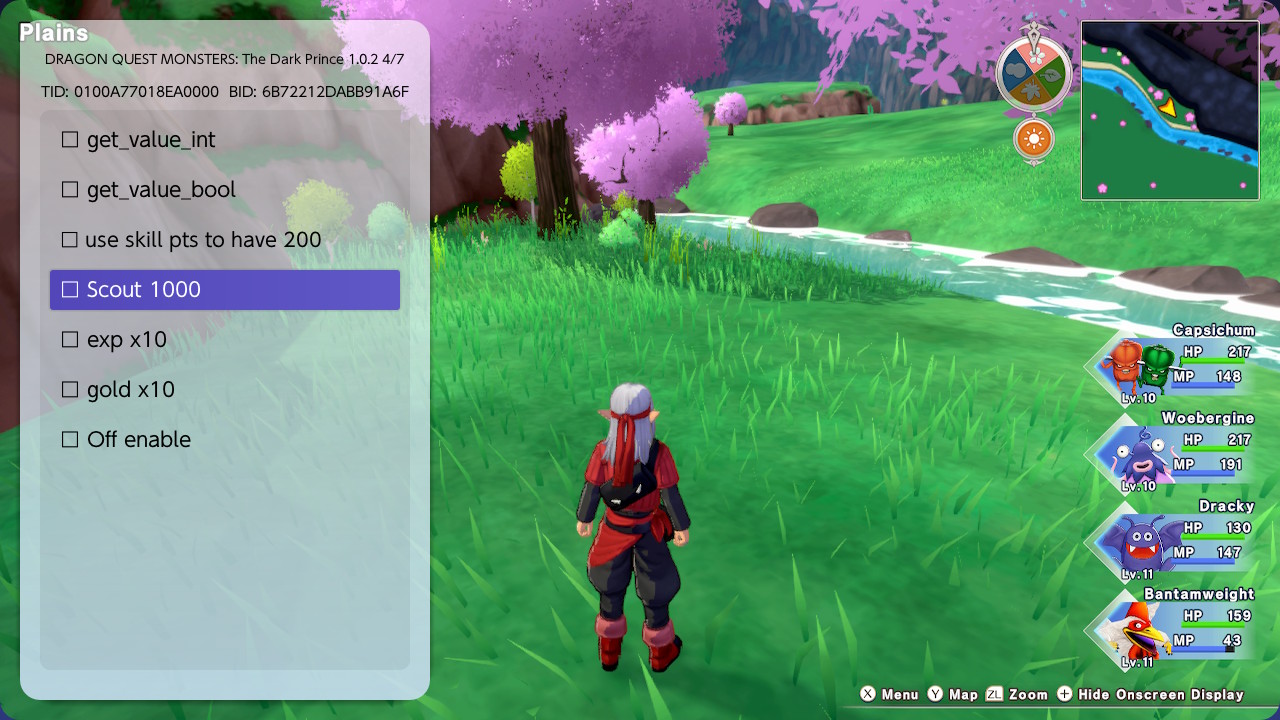 Plains
DRAGON QUEST MONSTERS: The Dark Prince 1.0.2 4/7
TID: 0100A77018EA0000 BID: 6B72212DABB91A6F
get_value_int
get_value_bool
use skill pts to have 200
Scout 1000
exp x10
gold x10
Off enable
Capsichum
HP 217
MP 148
Lv.10
Woebergine
HP 217
MP 191
Lv.10
Dracky
HP 130
MP 147
Lv.11
Bantamweight
HP 159
MP 43
Lv.11
X Menu Y Map ZL Zoom + Hide Onscreen Display